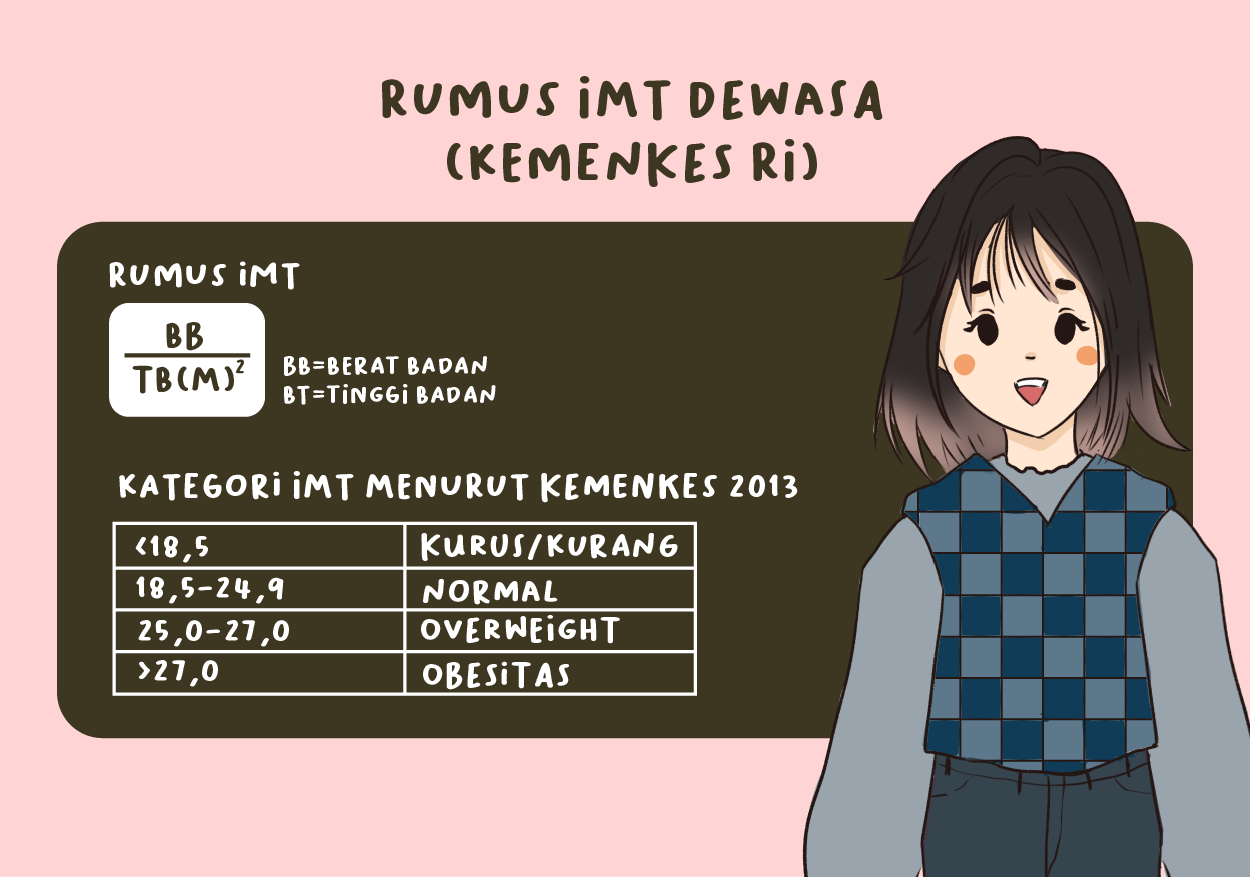 RUMUS iMT DEWASA
(KEMENKES Ri)
RUMUS iMT
BB
TB(M)²
BB=BERAT BADAN
BT=TiNGGi BADAN
KATEGORi iMT MENURUT KEMENKES 2013
<18,5 KURUS/KURANG
18,5-24,9 NORMAL
25,0-27,0 OVERWEiGHT
>27,0 OBESiTAS